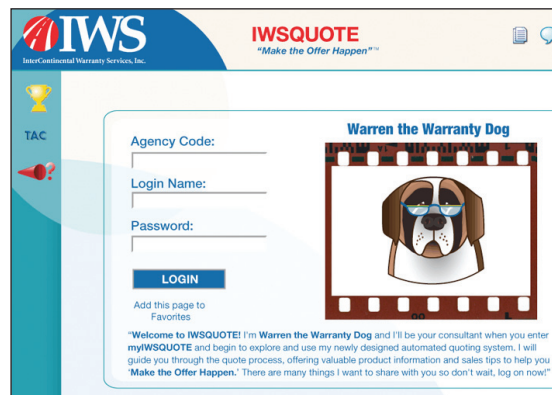 IWS
InterContinental Warranty Services, Inc.
IWSQUOTE
"Make the Offer Happen"™
TAC
?
Warren the Warranty Dog
Agency Code:
Login Name:
Password:
LOGIN
Add this page to
Favorites
"Welcome to IWSQUOTE! I'm Warren the Warranty Dog and I'll be your consultant when you enter
myIWSQUOTE and begin to explore and use my newly designed automated quoting system. I will
guide you through the quote process, offering valuable product information and sales tips to help you
'Make the Offer Happen.' There are many things I want to share with you so don't wait, log on now!"